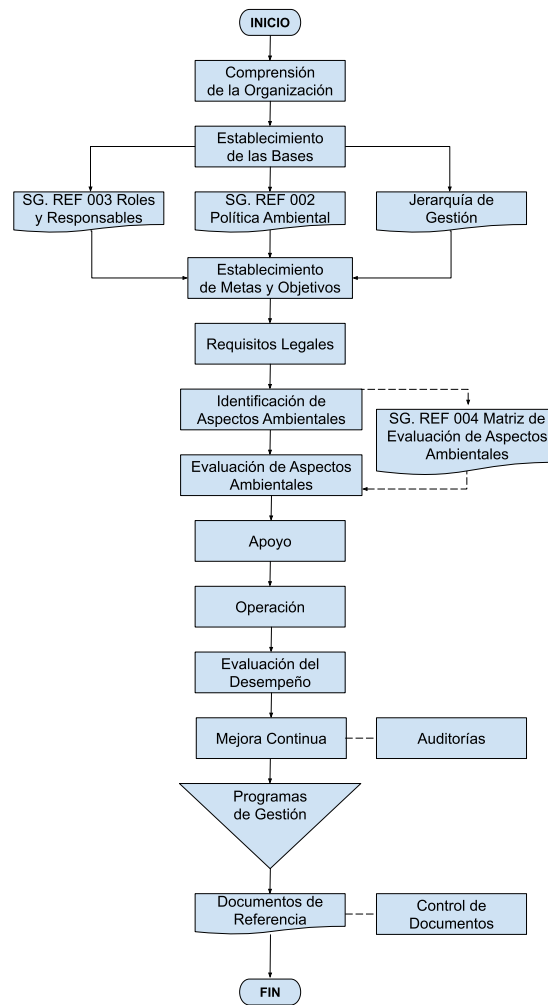 INICIO
Comprensión
de la Organización
Establecimiento
de las Bases
SG. REF 003 Roles
y Responsables
SG. REF 002
Política Ambiental
Jerarquía de
Gestión
Establecimiento
de Metas y Objetivos
Requisitos Legales
Identificación de
Aspectos Ambientales
SG. REF 004 Matriz de
Evaluación de Aspectos
Ambientales
Evaluación de Aspectos
Ambientales
Apoyo
Operación
Evaluación del
Desempeño
Mejora Continua
Auditorías
Programas
de Gestión
Documentos de
Referencia
Control de
Documentos
FIN